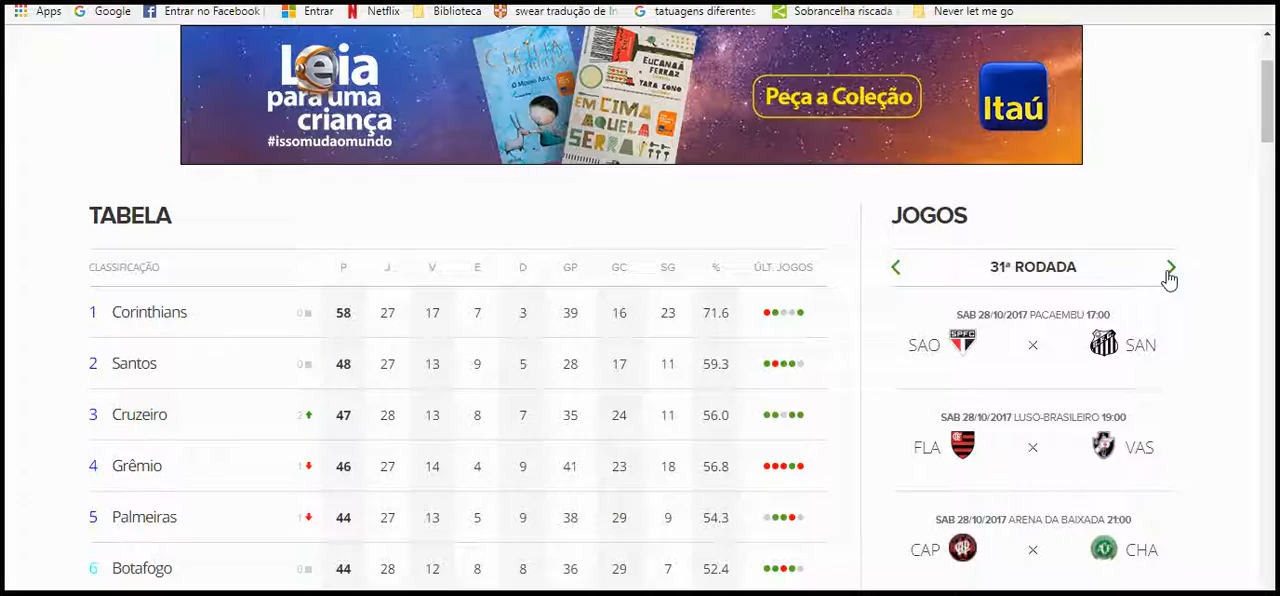 Apps Google Entrar no Facebook Entrar Netflix Biblioteca swear tradução de In tatuagens diferentes Sobrancelha riscada Never let me go
Leia
para uma
criança
#issomudaomundo
CECÍLIA
MEIRELES
O Menino Azul
EUCANAÃ
FERRAZ
YARA KONO
EM CIMA
DAQUELA
SERRA
Peça a Coleção
Itaú
TABELA
CLASSIFICAÇÃO P J V E D GP GC SG % ÚLT. JOGOS
1 Corinthians 0 58 27 17 7 3 39 16 23 71.6
2 Santos 0 48 27 13 9 5 28 17 11 59.3
3 Cruzeiro 2 47 28 13 8 7 35 24 11 56.0
4 Grêmio 1 46 27 14 4 9 41 23 18 56.8
5 Palmeiras 1 44 27 13 5 9 38 29 9 54.3
6 Botafogo 0 44 28 12 8 8 36 29 7 52.4
JOGOS
31ª RODADA
SAB 28/10/2017 PACAEMBU 17:00
SAO SPFC × SAN
SAB 28/10/2017 LUSO-BRASILEIRO 19:00
FLA × VAS
SAB 28/10/2017 ARENA DA BAIXADA 21:00
CAP × CHA